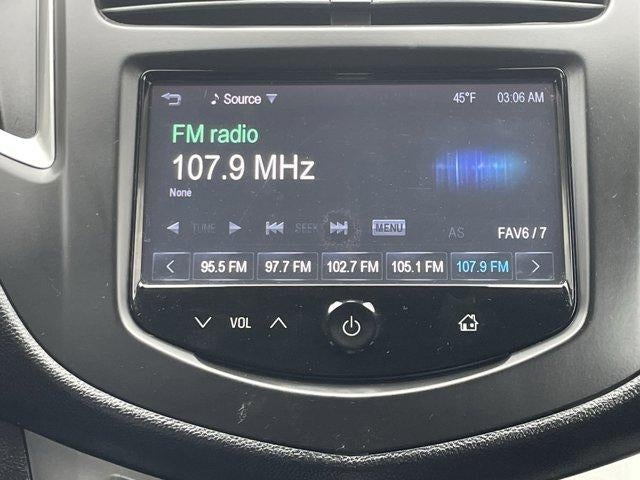 Source 45°F 03:06 AM
FM radio
107.9 MHz
None
TUNE SEEK MENU AS FAV6 / 7
95.5 FM 97.7 FM 102.7 FM 105.1 FM 107.9 FM
VOL